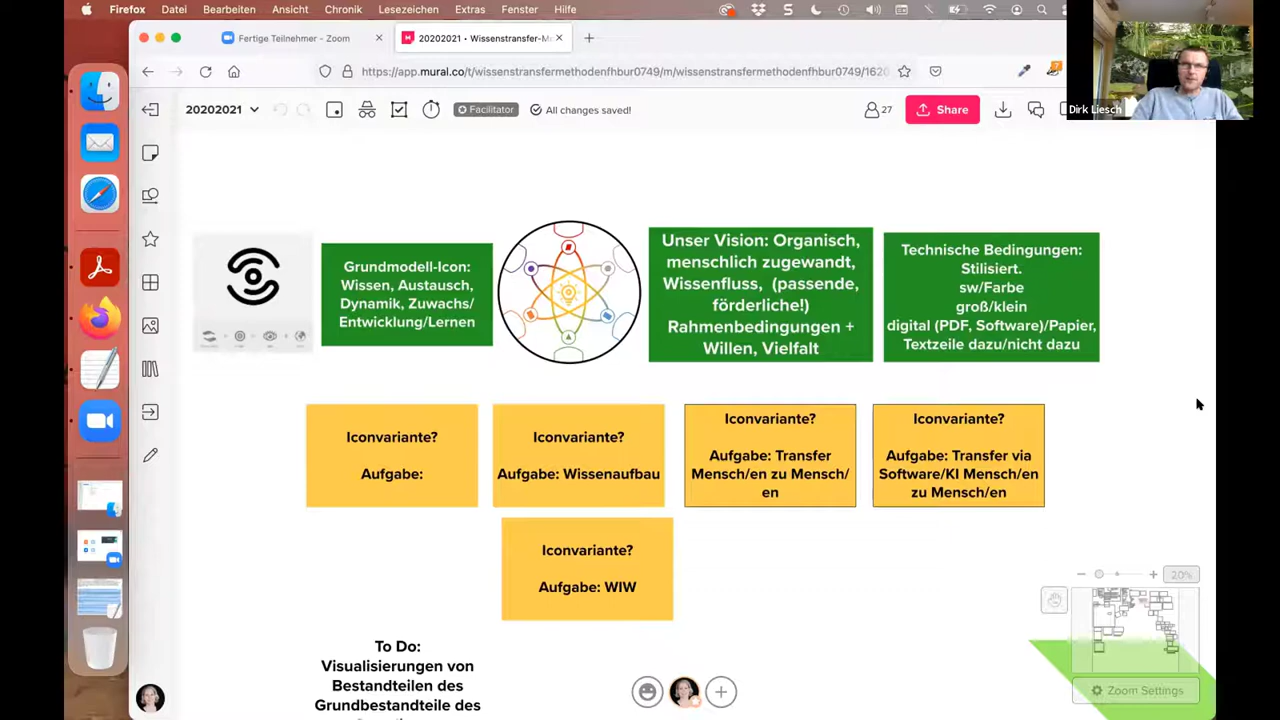 Firefox Datei Bearbeiten Ansicht Chronik Lesezeichen Extras Fenster Hilfe
Fertige Teilnehmer - Zoom
20202021 • Wissenstransfer-M
https://app.mural.co/t/wissenstransfermethodenfhbur0749/m/wissenstransfermethodenfhbur0749/1620
7
Dirk Liesch
20202021
Facilitator
All changes saved!
27
Share
Grundmodell-Icon:
Wissen, Austausch,
Dynamik, Zuwachs/
Entwicklung/Lernen
Unser Vision: Organisch,
menschlich zugewandt,
Wissenfluss, (passende,
förderliche!)
Rahmenbedingungen +
Willen, Vielfalt
Technische Bedingungen:
Stilisiert.
sw/Farbe
groß/klein
digital (PDF, Software)/Papier,
Textzeile dazu/nicht dazu
Iconvariante?
Aufgabe:
Iconvariante?
Aufgabe: Wissenaufbau
Iconvariante?
Aufgabe: Transfer
Mensch/en zu Mensch/
en
Iconvariante?
Aufgabe: Transfer via
Software/KI Mensch/en
zu Mensch/en
Iconvariante?
Aufgabe: WIW
To Do:
Visualisierungen von
Bestandteilen des
Grundbestandteile des
20%
Zoom Settings